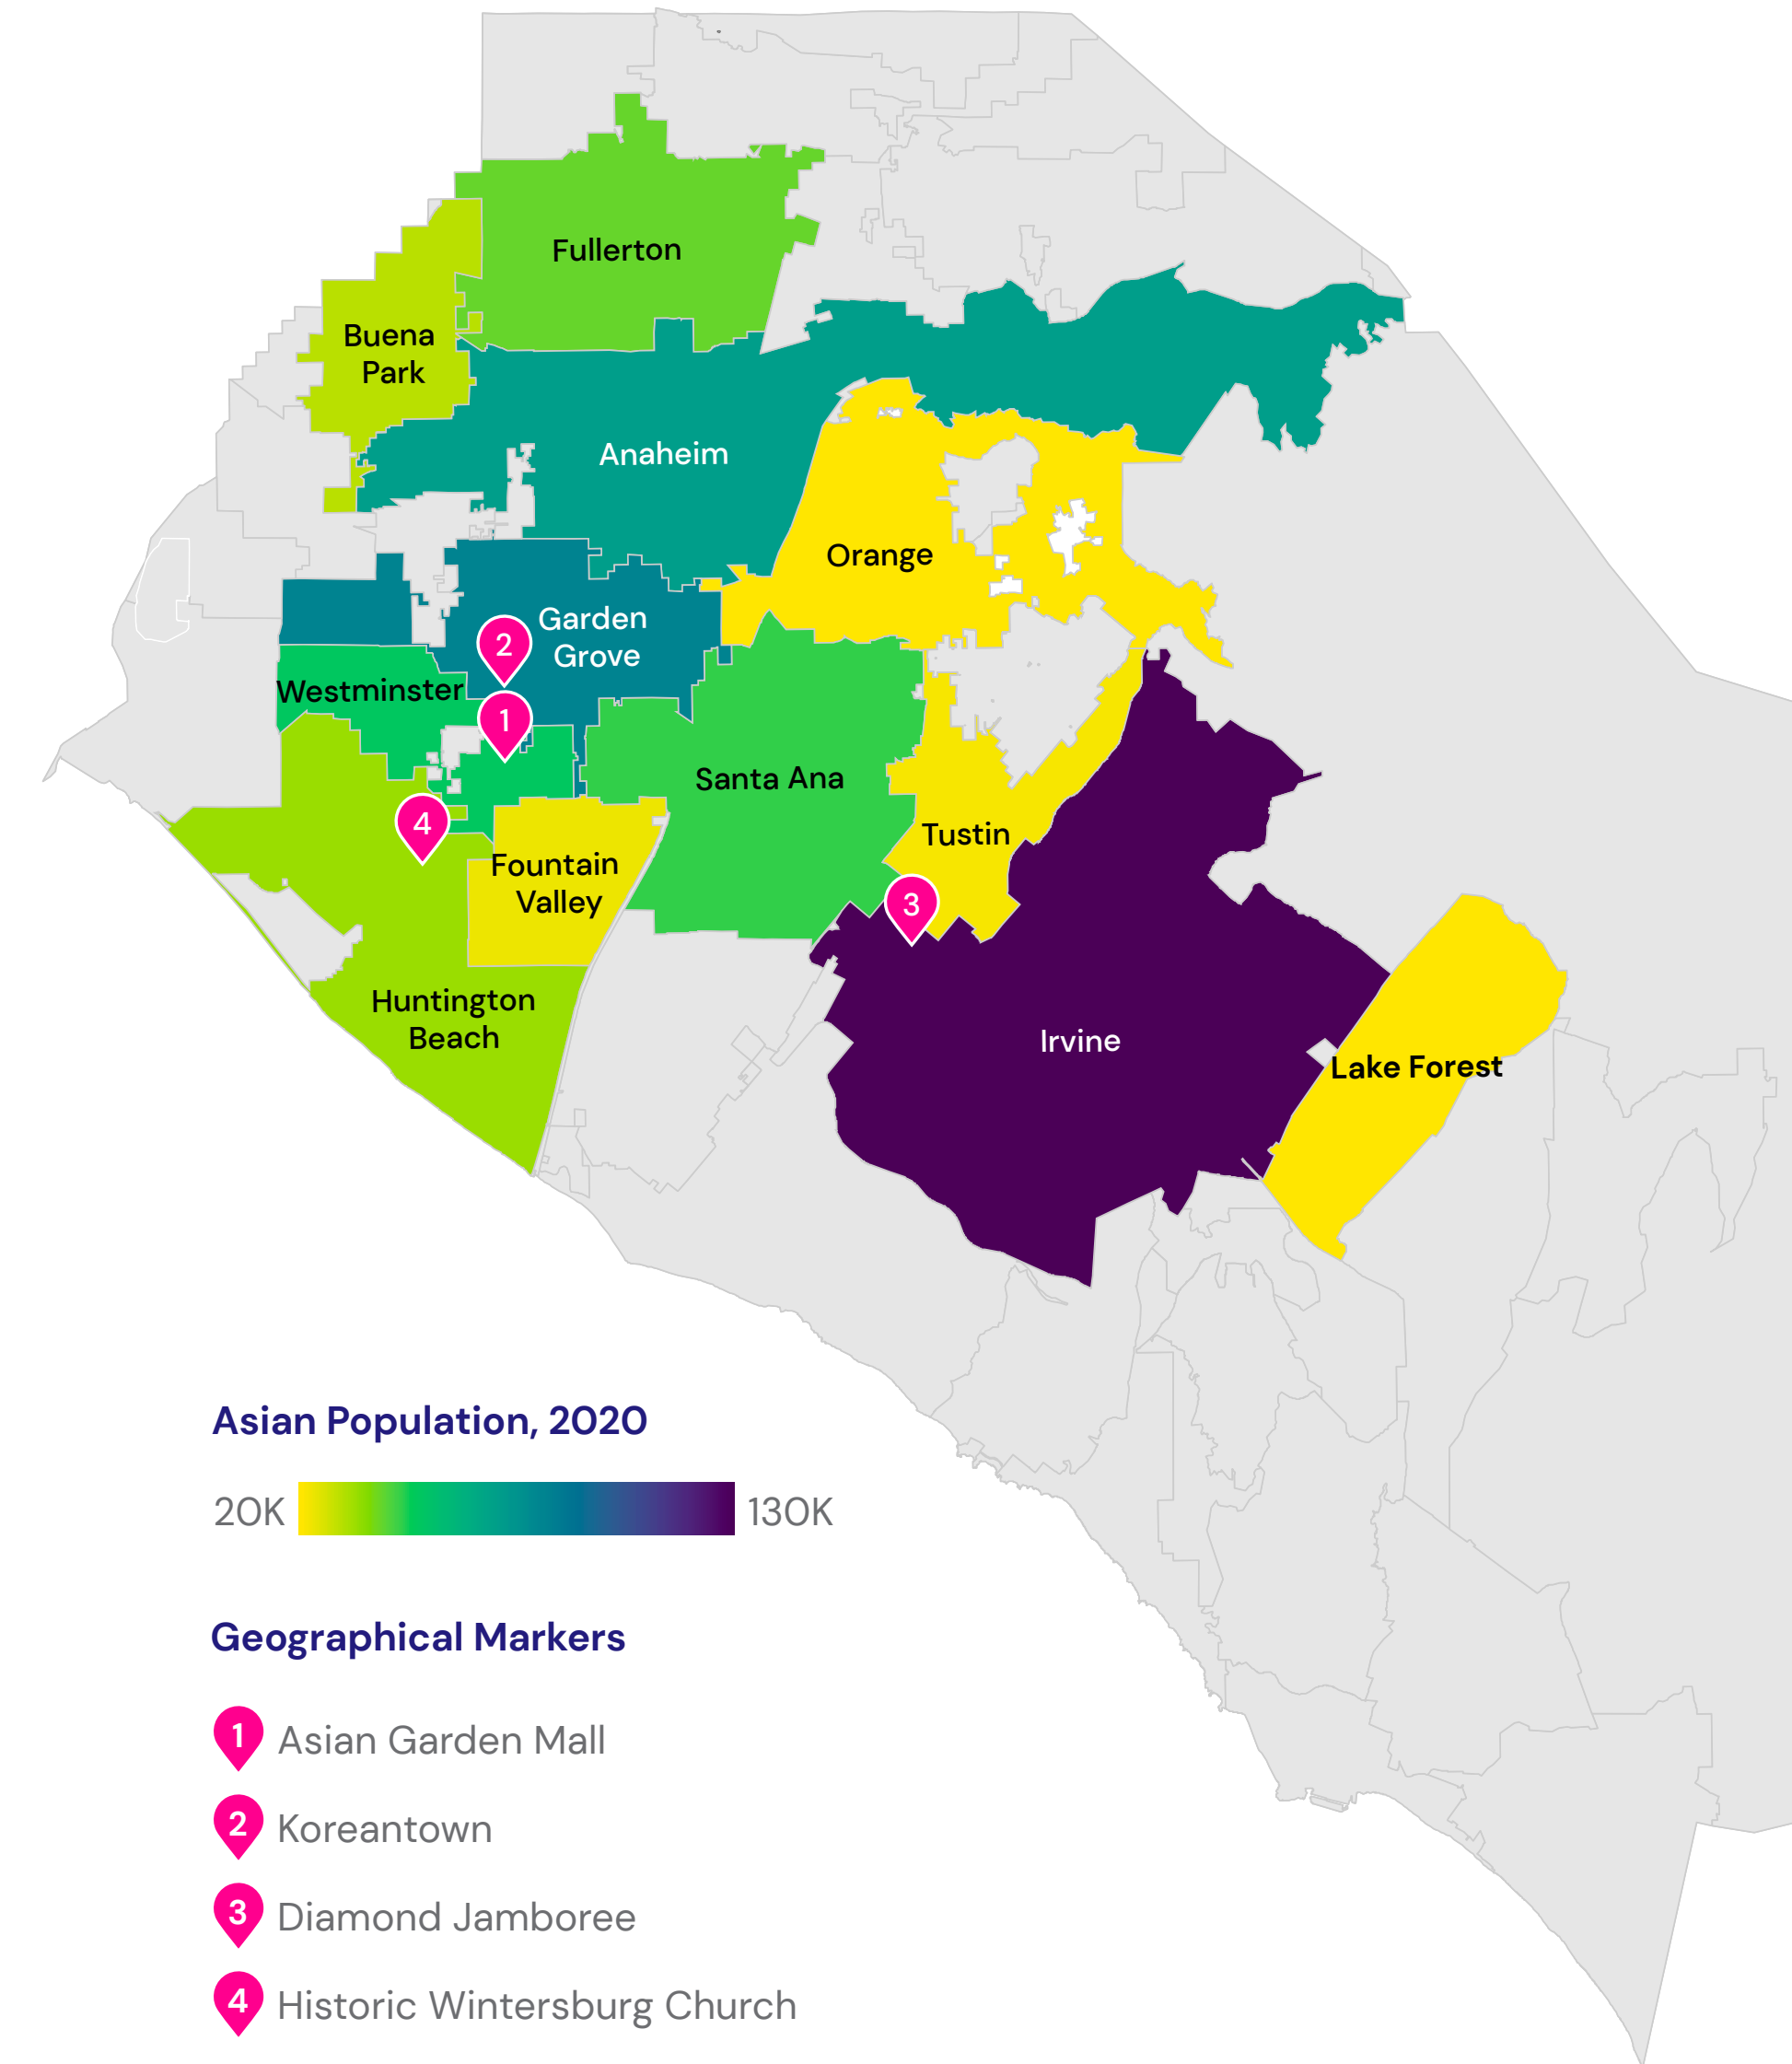 Fullerton
Buena
Park
Anaheim
Orange
Garden
Grove
2
Westminster
1
Santa Ana
4
Tustin
Fountain
Valley
3
Huntington
Beach
Irvine
Lake Forest
Asian Population, 2020
20K
130K
Geographical Markers
1 Asian Garden Mall
2 Koreantown
3 Diamond Jamboree
4 Historic Wintersburg Church